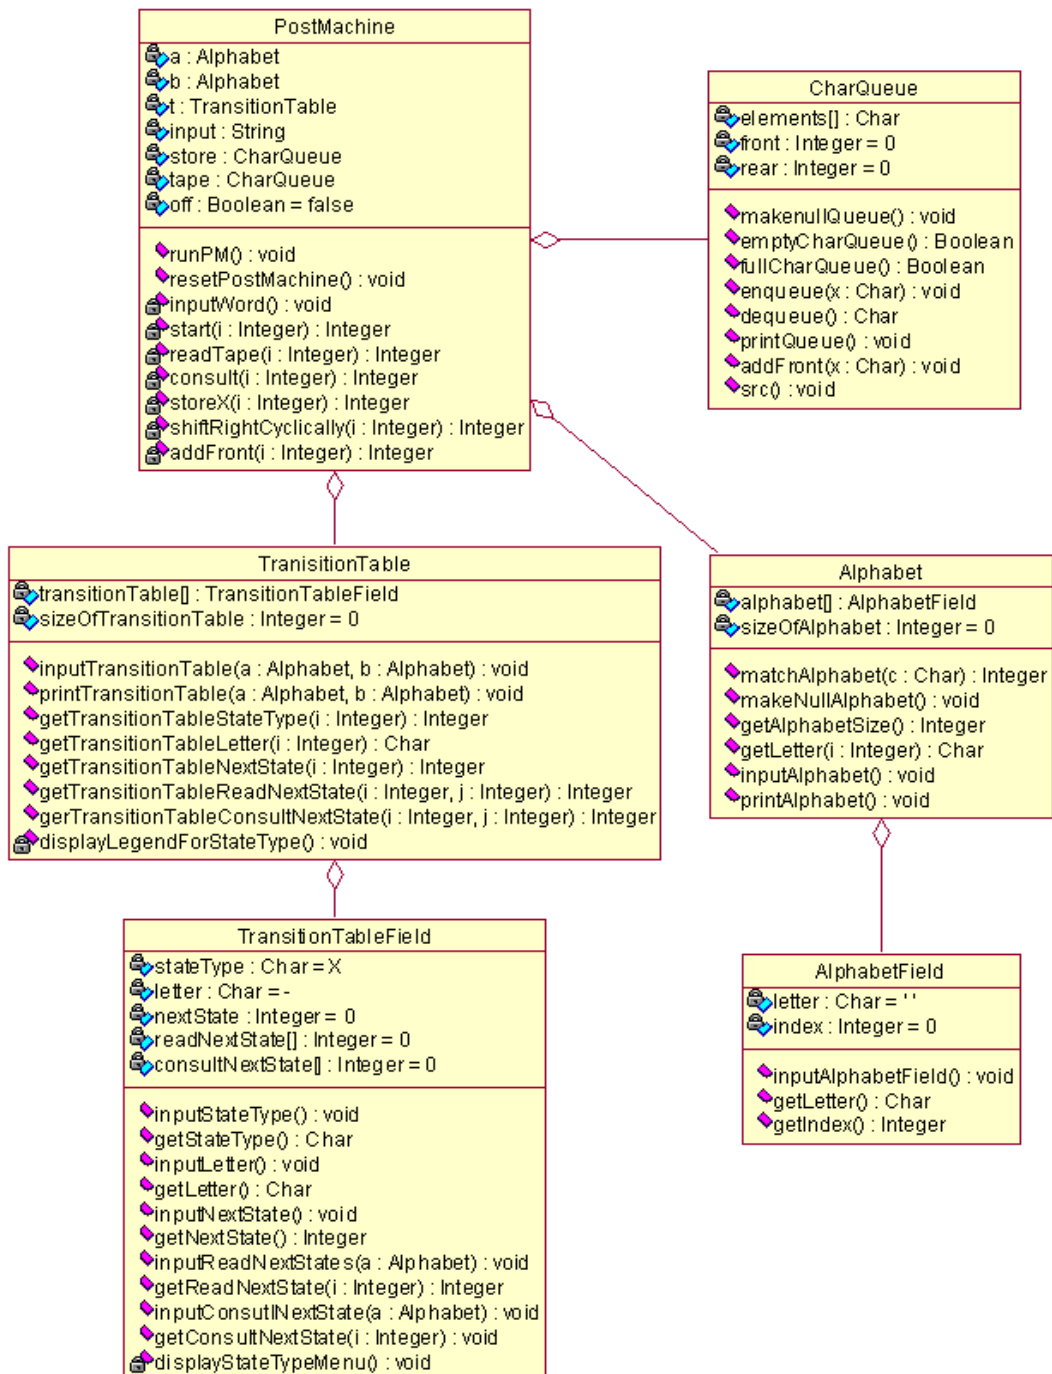 PostMachine
a : Alphabet
b : Alphabet
t : TransitionTable
input : String
store : CharQueue
tape : CharQueue
off : Boolean = false
runPM() : void
resetPostMachine() : void
inputWord() : void
start(i : Integer) : Integer
readTape(i : Integer) : Integer
consult(i : Integer) : Integer
storeX(i : Integer) : Integer
shiftRightCyclically(i : Integer) : Integer
addFront(i : Integer) : Integer
CharQueue
elements[] : Char
front : Integer = 0
rear : Integer = 0
makenullQueue() : void
emptyCharQueue() : Boolean
fullCharQueue() : Boolean
enqueue(x : Char) : void
dequeue() : Char
printQueue() : void
addFront(x : Char) : void
src() : void
TranisitionTable
transitionTable[] : TransitionTableField
sizeOfTransitionTable : Integer = 0
inputTransitionTable(a : Alphabet, b : Alphabet) : void
printTransitionTable(a : Alphabet, b : Alphabet) : void
getTransitionTableStateType(i : Integer) : Integer
getTransitionTableLetter(i : Integer) : Char
getTransitionTableNextState(i : Integer) : Integer
getTransitionTableReadNextState(i : Integer, j : Integer) : Integer
gerTransitionTableConsultNextState(i : Integer, j : Integer) : Integer
displayLegendForStateType() : void
Alphabet
alphabet[] : AlphabetField
sizeOfAlphabet : Integer = 0
matchAlphabet(c : Char) : Integer
makeNullAlphabet() : void
getAlphabetSize() : Integer
getLetter(i : Integer) : Char
inputAlphabet() : void
printAlphabet() : void
TransitionTableField
stateType : Char = X
letter : Char = -
nextState : Integer = 0
readNextState[] : Integer = 0
consultNextState[] : Integer = 0
inputStateType() : void
getStateType() : Char
inputLetter() : void
getLetter() : Char
inputNextState() : void
getNextState() : Integer
inputReadNextStates(a : Alphabet) : void
getReadNextState(i : Integer) : Integer
inputConsutlNextState(a : Alphabet) : void
getConsultNextState(i : Integer) : void
displayStateTypeMenu() : void
AlphabetField
letter : Char = ' '
index : Integer = 0
inputAlphabetField() : void
getLetter() : Char
getIndex() : Integer